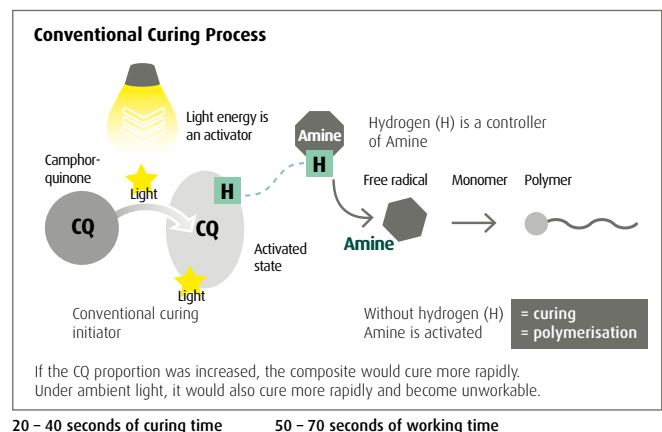 Conventional Curing Process
Light energy is
an activator
Camphor-
quinone
Light
CQ
H
CQ
Activated
state
Light
Conventional curing
initiator
Amine
H
Hydrogen (H) is a controller
of Amine
Free radical
Monomer
Polymer
Amine
Without hydrogen (H)
Amine is activated
= curing
= polymerisation
If the CQ proportion was increased, the composite would cure more rapidly.
Under ambient light, it would also cure more rapidly and become unworkable.
20 – 40 seconds of curing time
50 – 70 seconds of working time